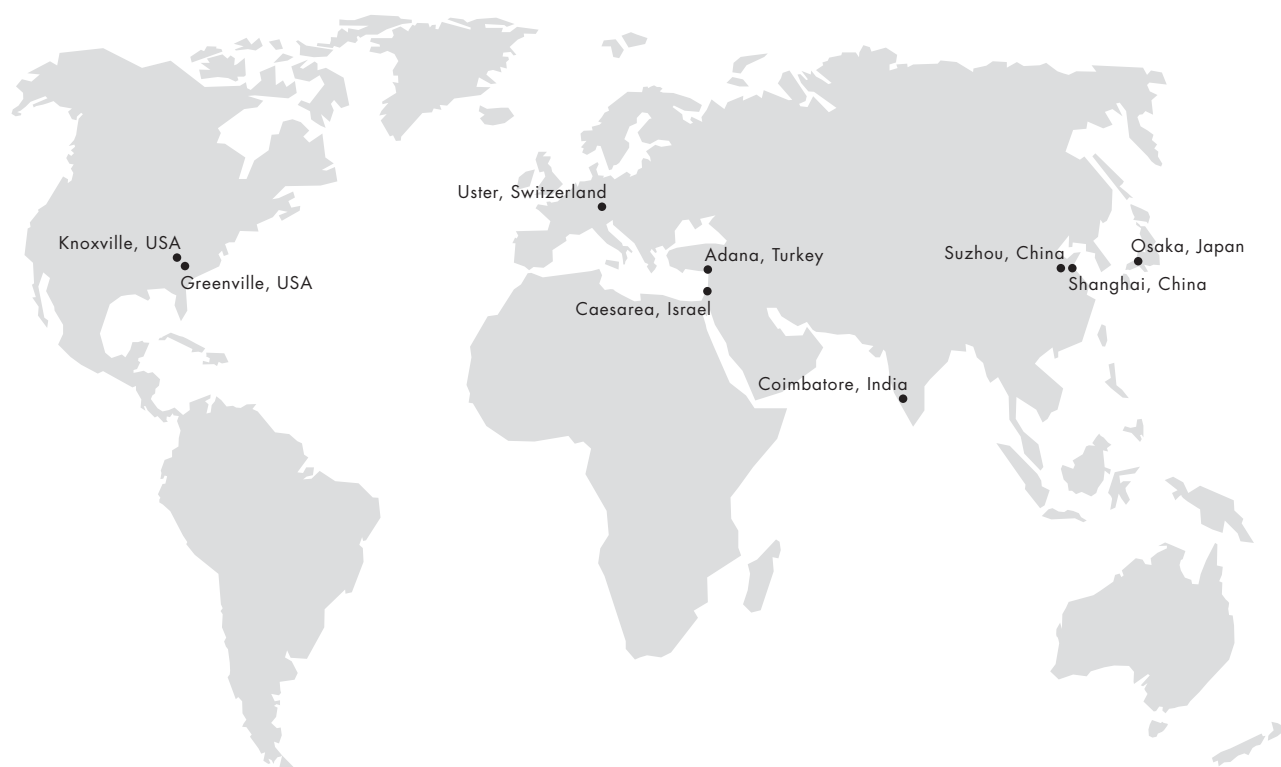 Uster, Switzerland
Knoxville, USA
Greenville, USA
Adana, Turkey
Caesarea, Israel
Suzhou, China
Osaka, Japan
Shanghai, China
Coimbatore, India